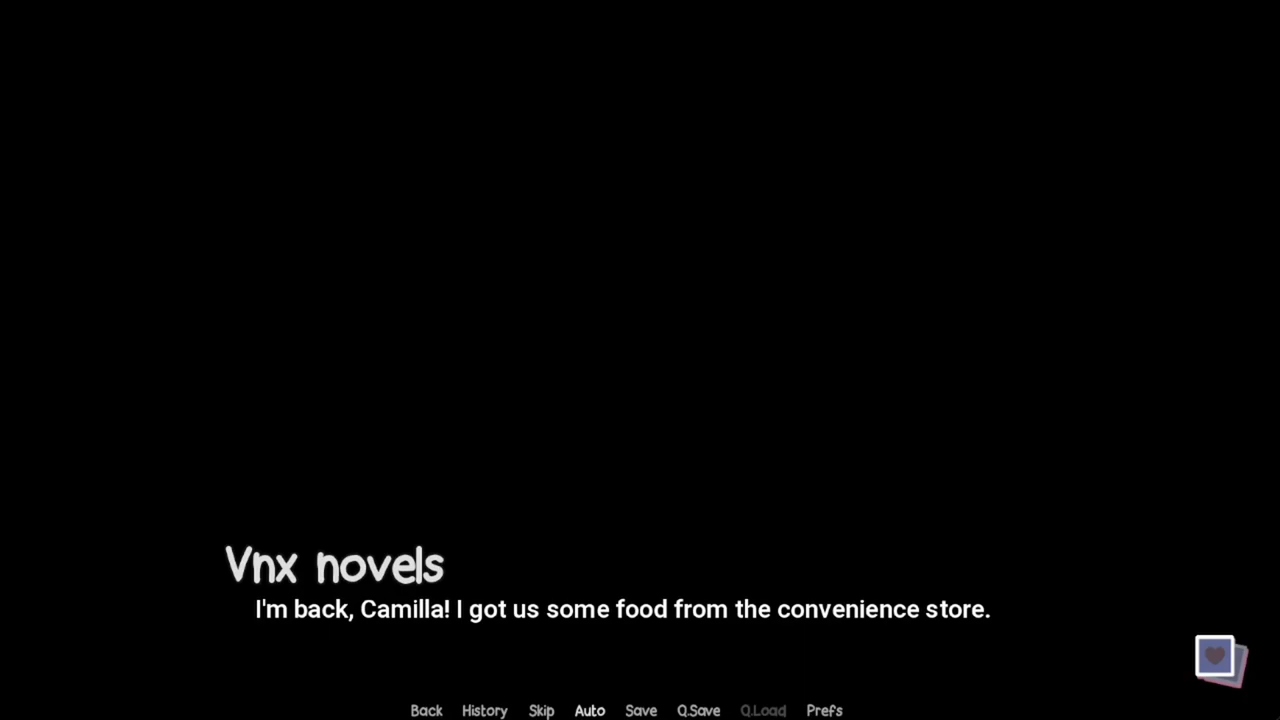 Vnx novels
I'm back, Camilla! I got us some food from the convenience store.
Back History Skip Auto Save Q.Save Q.Load Prefs